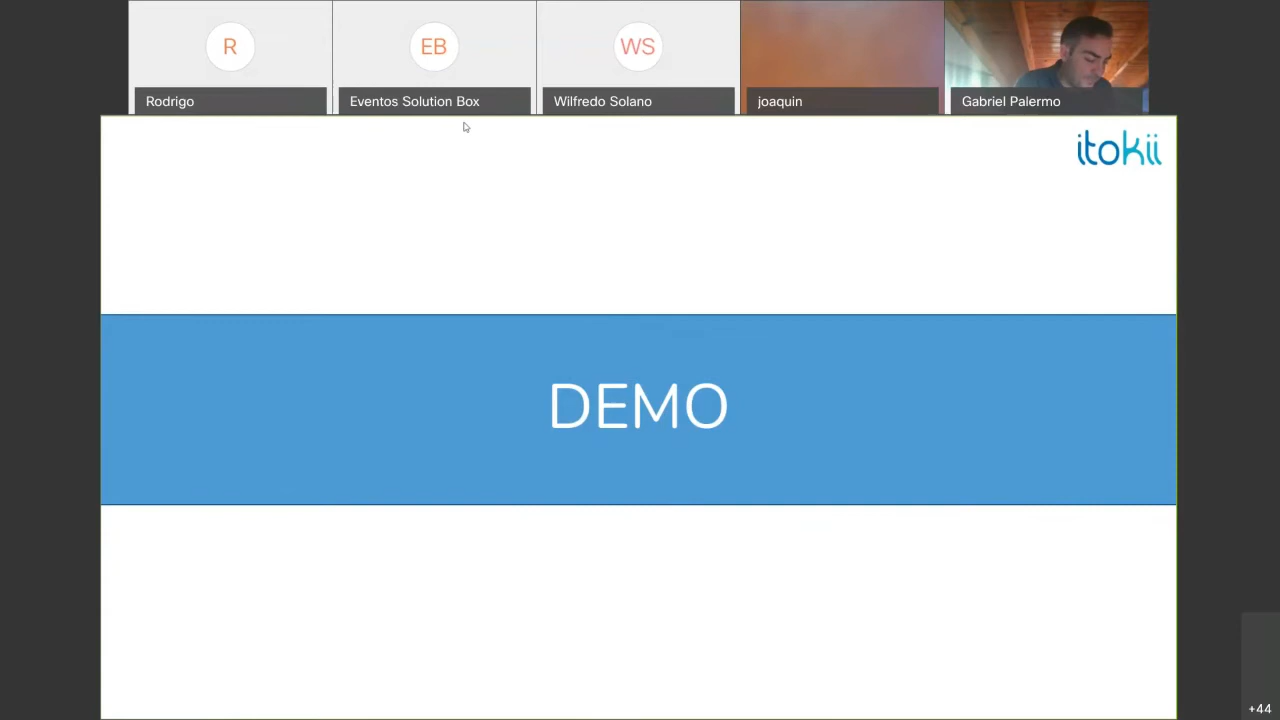 R
EB
WS
Rodrigo
Eventos Solution Box
Wilfredo Solano
joaquin
Gabriel Palermo
itokii
DEMO
+44